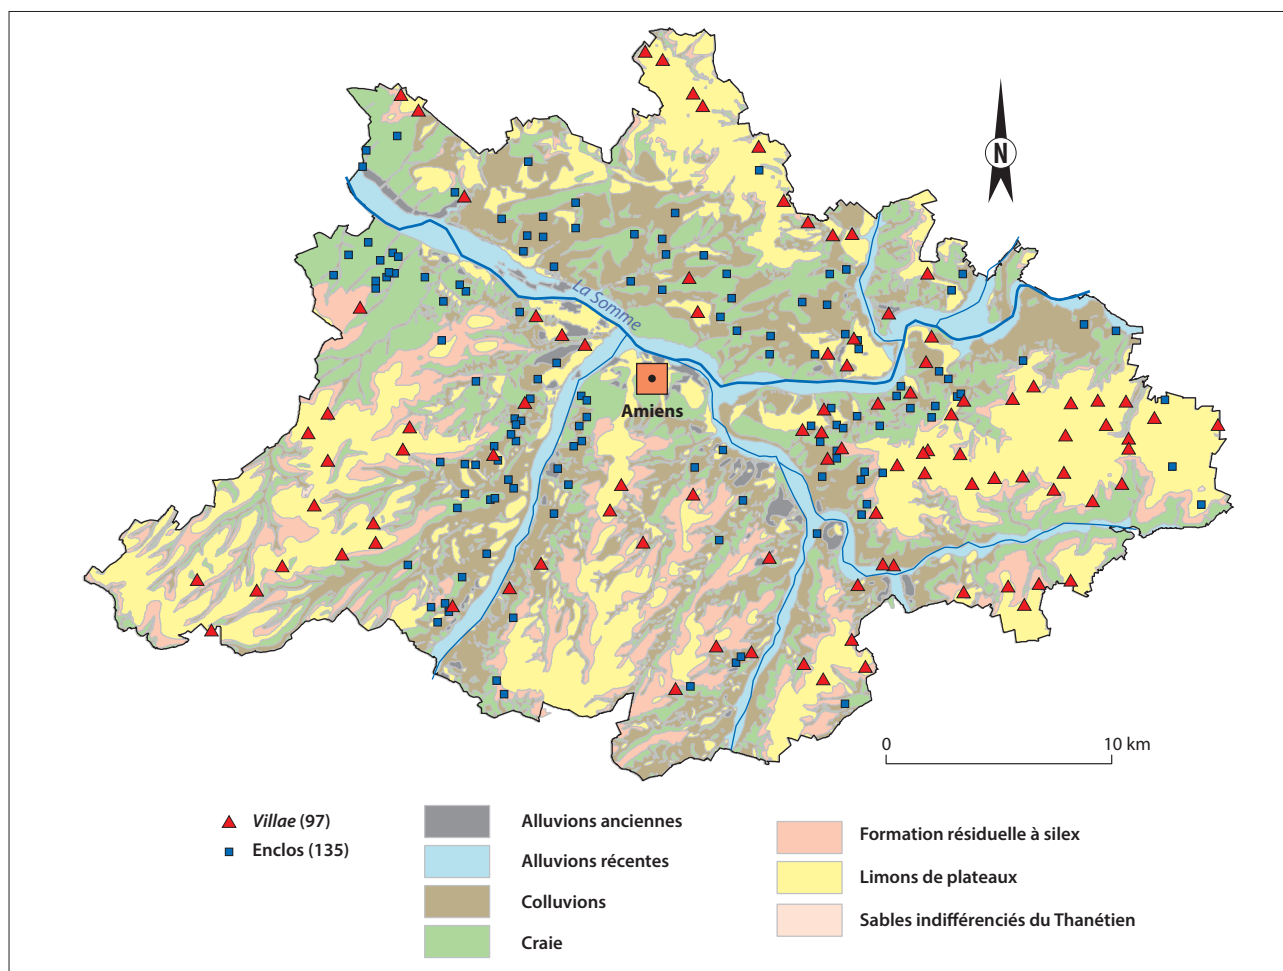 N
La Somme
Amiens
0 10 km
Villae (97)
Enclos (135)
Alluvions anciennes
Alluvions récentes
Colluvions
Craie
Formation résiduelle à silex
Limons de plateaux
Sables indifférenciés du Thanétien